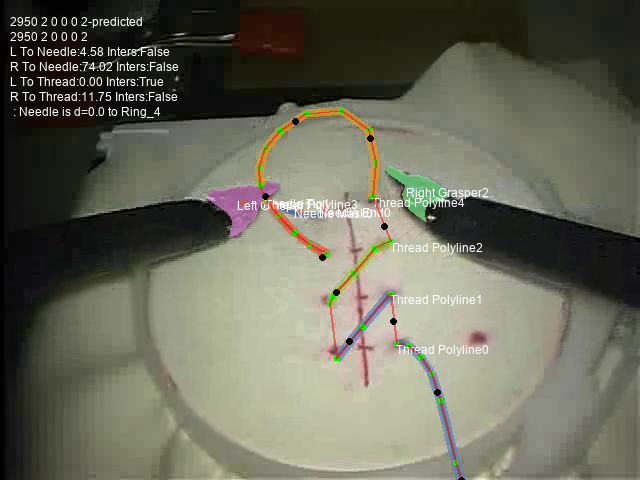 2950 2 0 0 0 2-predicted
2950 2 0 0 0 2
L To Needle:4.58 Inters:False
R To Needle:74.02 Inters:False
L To Thread:0.00 Inters:True
R To Thread:11.75 Inters:False
: Needle is d=0.0 to Ring_4
Right Grasper2
Thread Polyline4
Thread Polyline2
Thread Polyline1
Thread Polyline0